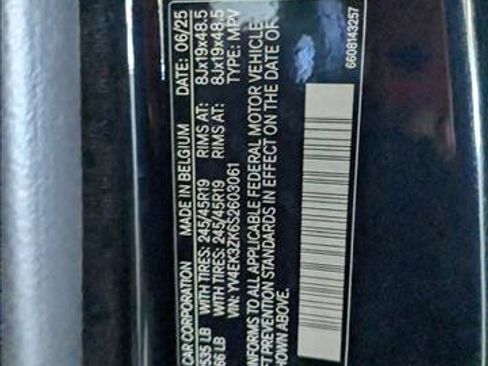 CAR CORPORATION MADE IN BELGIUM DATE: 06/25
535 LB WITH TIRES: 245/45R19 RIMS AT: 8Jx19x48.5
66 LB WITH TIRES: 245/45R19 RIMS AT: 8Jx19x48.5
VIN: YV4EK3ZK6S2603061 TYPE: MPV
ONFORMS TO ALL APPLICABLE FEDERAL MOTOR VEHICLE
FT PREVENTION STANDARDS IN EFFECT ON THE DATE OF
HOWN ABOVE.
6608143257